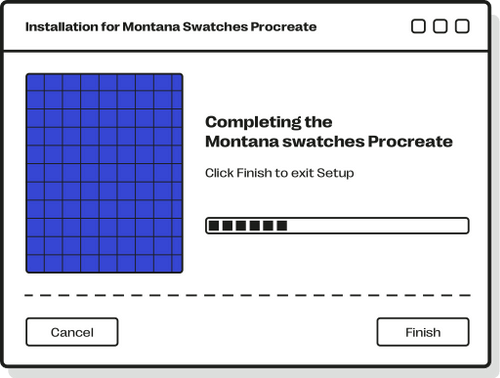 Installation for Montana Swatches Procreate
Completing the
Montana swatches Procreate
Click Finish to exit Setup
Cancel
Finish